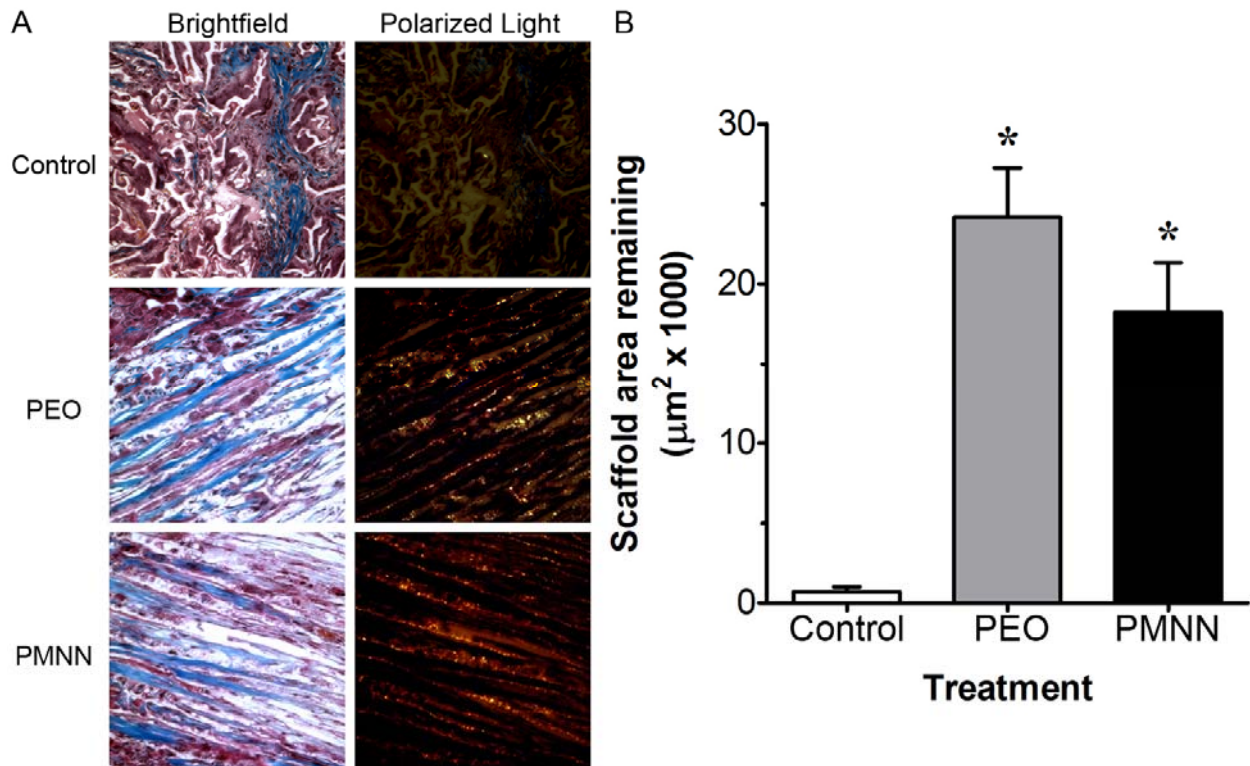 A
Brightfield
Polarized Light
Control
PEO
PMNN
B
Scaffold area remaining
(μm² x 1000)
30
20
10
0
*
*
Control
PEO
PMNN
Treatment